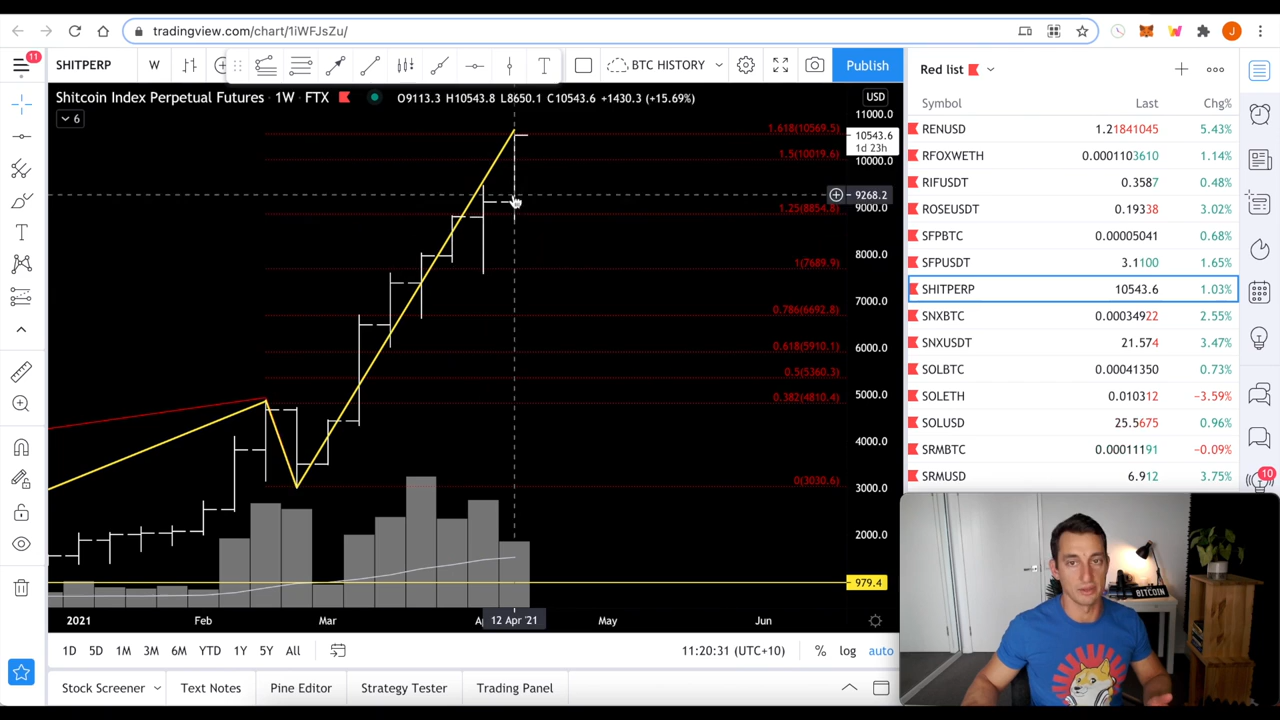 tradingview.com/chart/1iWFJsZu/
J
11
SHITPERP W BTC HISTORY Publish
Shitcoin Index Perpetual Futures · 1W · FTX O9113.3 H10543.8 L8650.1 C10543.6 +1430.3 (+15.69%)
6
USD
11000.0
10543.6
1d 23h
10000.0
9268.2
9000.0
8000.0
7000.0
6000.0
5000.0
4000.0
3000.0
2000.0
979.4
1.618(10569.5)
1.5(10019.6)
1.25(8854.8)
1(7689.9)
0.786(6692.8)
0.618(5910.1)
0.5(5360.3)
0.382(4810.4)
0(3030.6)
2021 Feb Mar 12 Apr '21 May Jun
1D 5D 1M 3M 6M YTD 1Y 5Y All 11:20:31 (UTC+10) % log auto
Stock Screener Text Notes Pine Editor Strategy Tester Trading Panel
Red list
Symbol Last Chg%
RENUSD 1.21841045 5.43%
RFOXWETH 0.0001103610 1.14%
RIFUSDT 0.3587 0.48%
ROSEUSDT 0.19338 3.02%
SFPBTC 0.00005041 0.68%
SFPUSDT 3.1100 1.65%
SHITPERP 10543.6 1.03%
SNXBTC 0.00034922 2.55%
SNXUSDT 21.574 3.47%
SOLBTC 0.00041350 0.73%
SOLETH 0.010312 −3.59%
SOLUSD 25.5675 0.96%
SRMBTC 0.00011191 −0.09%
SRMUSD 6.912 3.75%
10
BITCOIN